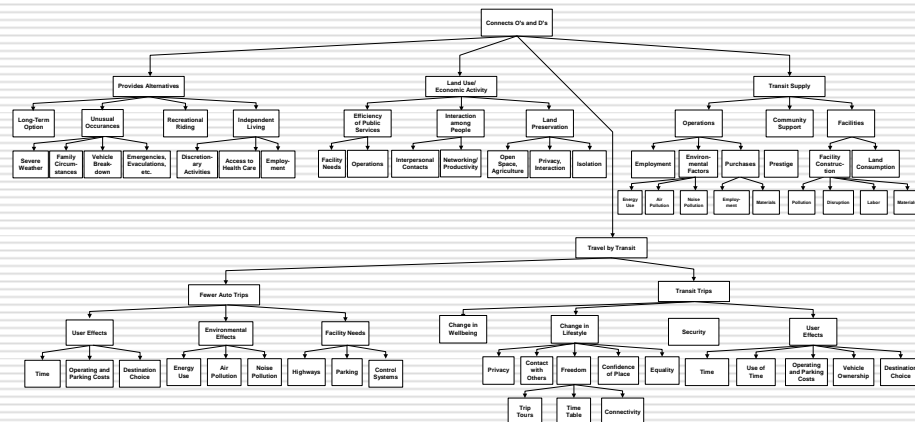 Connects O's and D's
Provides Alternatives
Land Use/
Economic Activity
Transit Supply
Long-Term
Option
Unusual
Occurances
Recreational
Riding
Independent
Living
Efficiency
of Public
Services
Interaction
among
People
Land
Preservation
Operations
Community
Support
Facilities
Severe
Weather
Family
Circum-
stances
Vehicle
Break-
down
Emergencies,
Evaculations,
etc.
Discretion-
ary
Activities
Access to
Health Care
Employ-
ment
Facility
Needs
Operations
Interpersonal
Contacts
Networking/
Productivity
Open
Space,
Agriculture
Privacy,
Interaction
Isolation
Employment
Environ-
mental
Factors
Purchases
Prestige
Facility
Construc-
tion
Land
Consumption
Energy
Use
Air
Pollution
Noise
Pollution
Employ-
ment
Materials
Pollution
Disruption
Labor
Materials
Travel by Transit
Fewer Auto Trips
Transit Trips
User Effects
Environmental
Effects
Facility Needs
Change in
Wellbeing
Change in
Lifestyle
Security
User
Effects
Time
Operating and
Parking Costs
Destination
Choice
Energy
Use
Air
Pollution
Noise
Pollution
Highways
Parking
Control
Systems
Privacy
Contact
with
Others
Freedom
Confidence
of Place
Equality
Time
Use of
Time
Operating
and Parking
Costs
Vehicle
Ownership
Destination
Choice
Trip
Tours
Time
Table
Connectivity